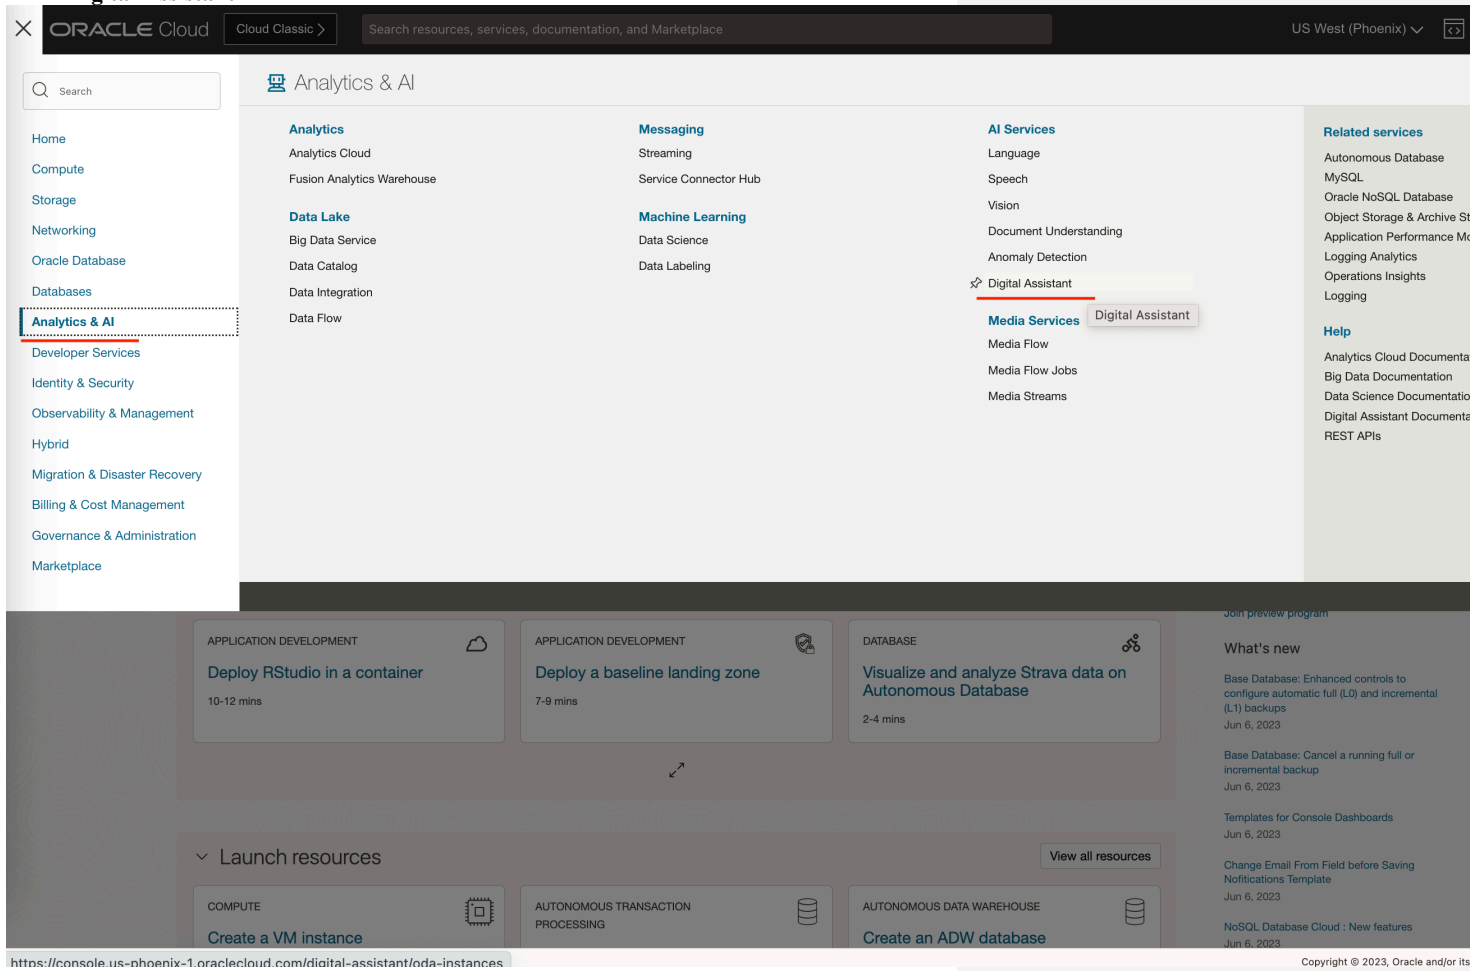 ORACLE Cloud
Cloud Classic >
Search resources, services, documentation, and Marketplace
US West (Phoenix)
Search
Home
Compute
Storage
Networking
Oracle Database
Databases
Analytics & AI
Developer Services
Identity & Security
Observability & Management
Hybrid
Migration & Disaster Recovery
Billing & Cost Management
Governance & Administration
Marketplace
Analytics & AI
Analytics
Analytics Cloud
Fusion Analytics Warehouse
Data Lake
Big Data Service
Data Catalog
Data Integration
Data Flow
Messaging
Streaming
Service Connector Hub
Machine Learning
Data Science
Data Labeling
AI Services
Language
Speech
Vision
Document Understanding
Anomaly Detection
Digital Assistant
Digital Assistant
Media Services
Media Flow
Media Flow Jobs
Media Streams
Related services
Autonomous Database
MySQL
Oracle NoSQL Database
Object Storage & Archive St
Application Performance Mo
Logging Analytics
Operations Insights
Logging
Help
Analytics Cloud Documenta
Big Data Documentation
Data Science Documentatio
Digital Assistant Documenta
REST APIs
APPLICATION DEVELOPMENT
Deploy RStudio in a container
10-12 mins
APPLICATION DEVELOPMENT
Deploy a baseline landing zone
7-9 mins
DATABASE
Visualize and analyze Strava data on
Autonomous Database
2-4 mins
Launch resources
View all resources
COMPUTE
Create a VM instance
AUTONOMOUS TRANSACTION
PROCESSING
AUTONOMOUS DATA WAREHOUSE
Create an ADW database
Join preview program
What's new
Base Database: Enhanced controls to
configure automatic full (L0) and incremental
(L1) backups
Jun 6, 2023
Base Database: Cancel a running full or
incremental backup
Jun 6, 2023
Templates for Console Dashboards
Jun 6, 2023
Change Email From Field before Saving
Nofitications Template
Jun 6, 2023
NoSQL Database Cloud : New features
Jun 6, 2023
https://console.us-phoenix-1.oraclecloud.com/digital-assistant/oda-instances
Copyright © 2023, Oracle and/or its